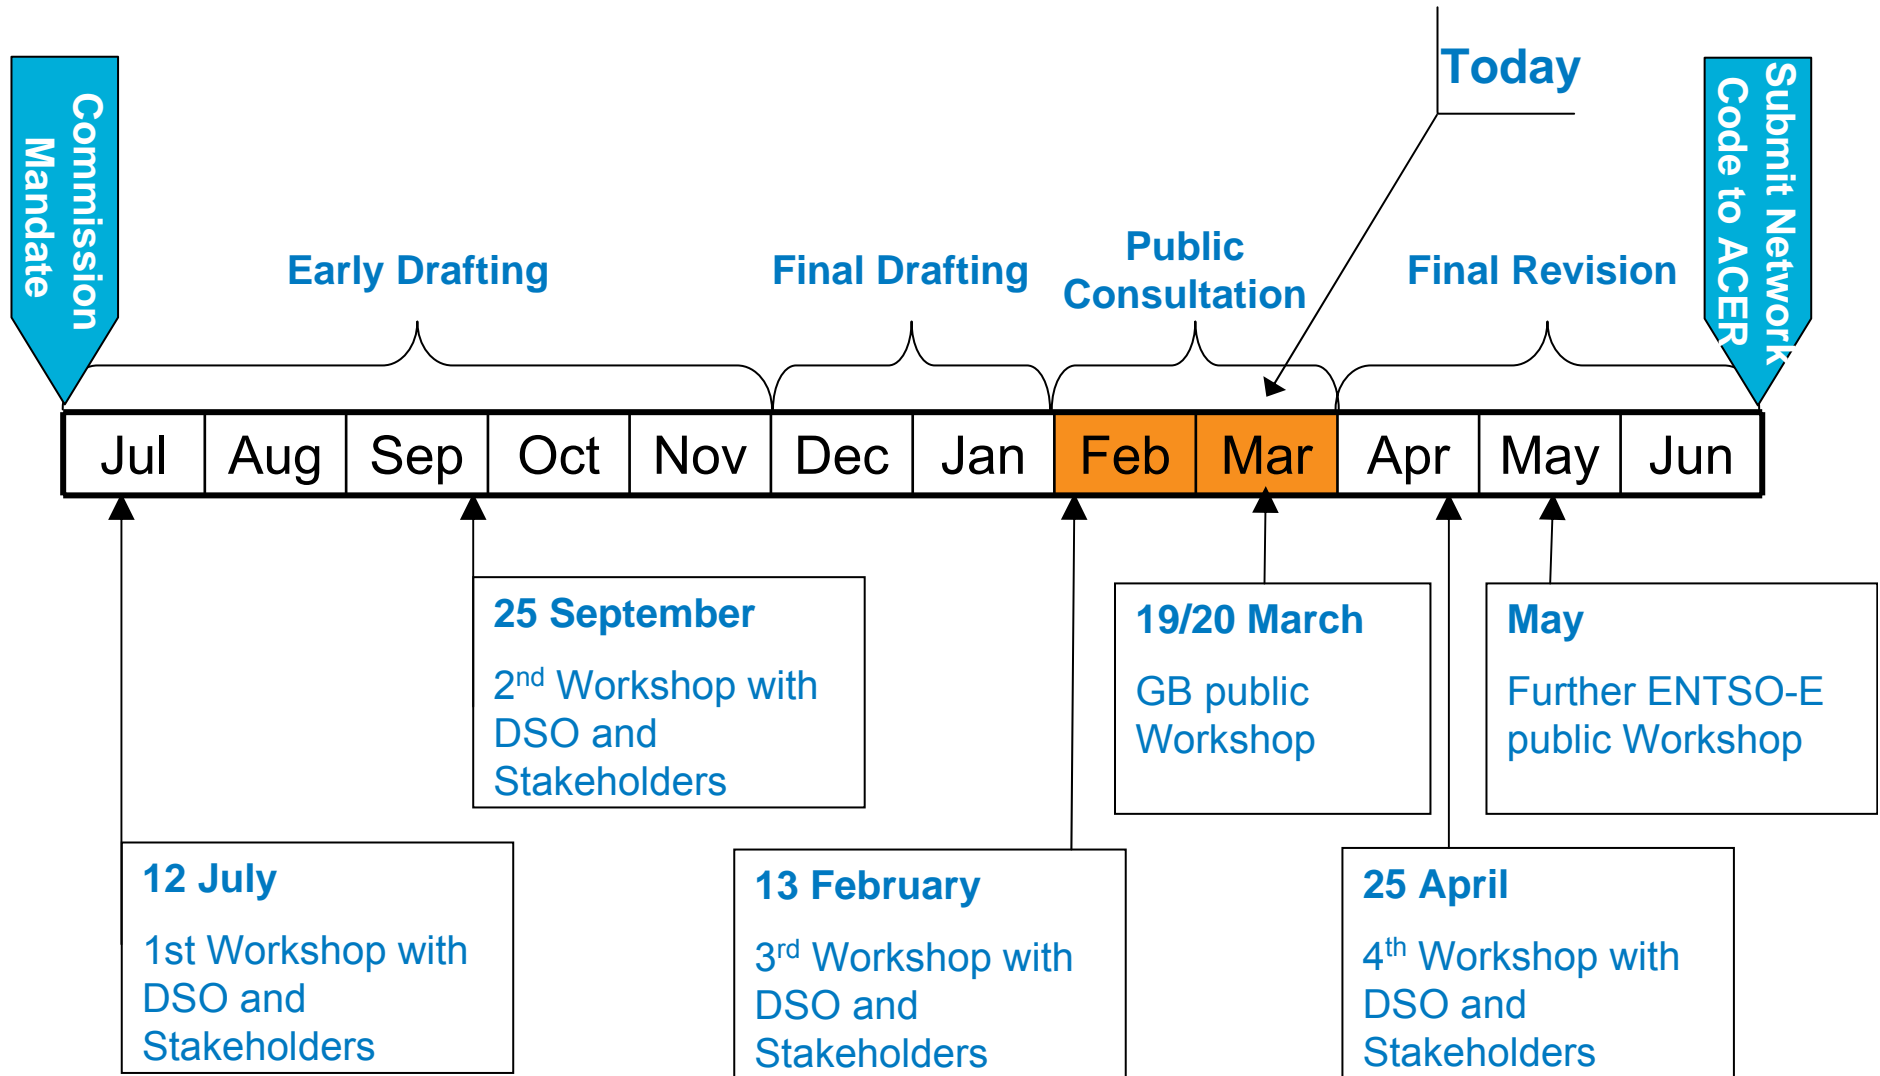 Today
Commission
Mandate
Submit Network
Code to ACER
Early Drafting
Final Drafting
Public
Consultation
Final Revision
Jul Aug Sep Oct Nov Dec Jan Feb Mar Apr May Jun
25 September
2nd Workshop with
DSO and
Stakeholders
19/20 March
GB public
Workshop
May
Further ENTSO-E
public Workshop
12 July
1st Workshop with
DSO and
Stakeholders
13 February
3rd Workshop with
DSO and
Stakeholders
25 April
4th Workshop with
DSO and
Stakeholders